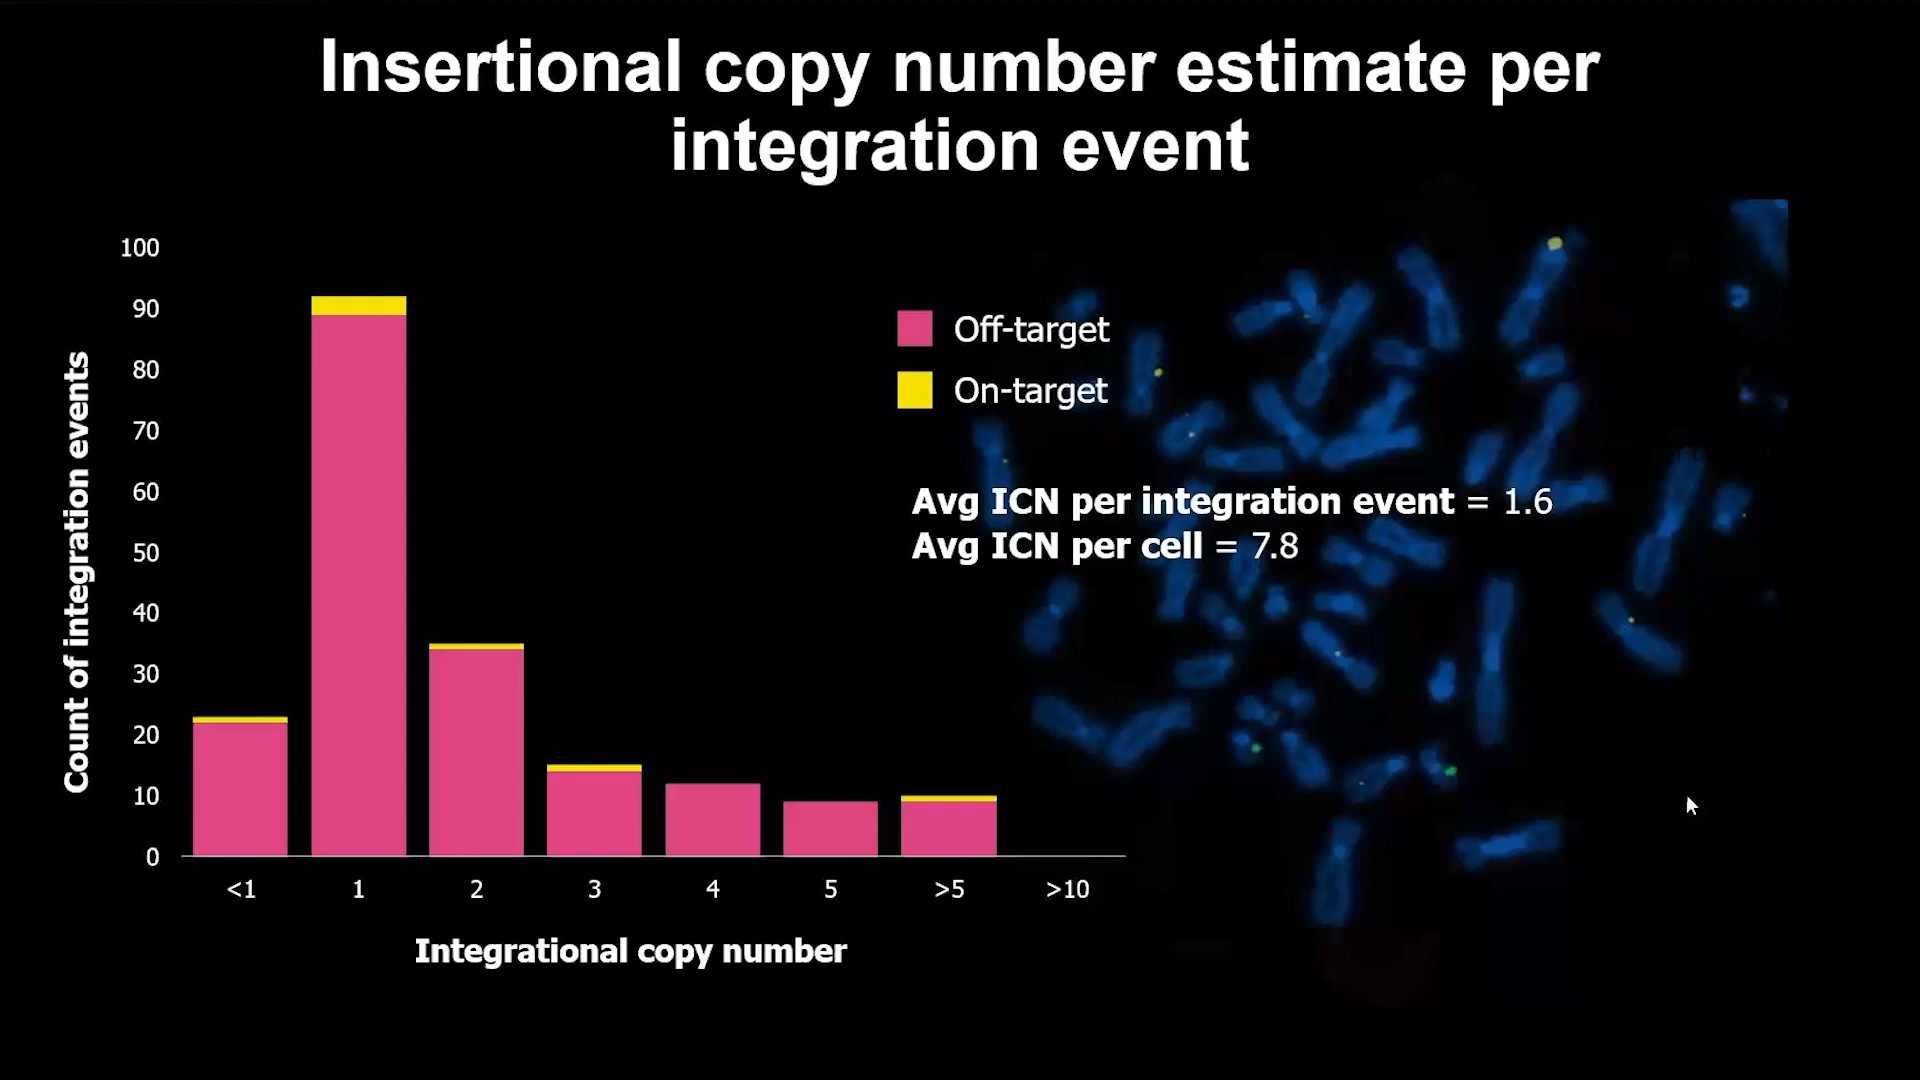 Insertional copy number estimate per
integration event
Count of integration events
100
90
80
70
60
50
40
30
20
10
0
<1
1
2
3
4
5
>5
>10
Integrational copy number
Off-target
On-target
Avg ICN per integration event = 1.6
Avg ICN per cell = 7.8